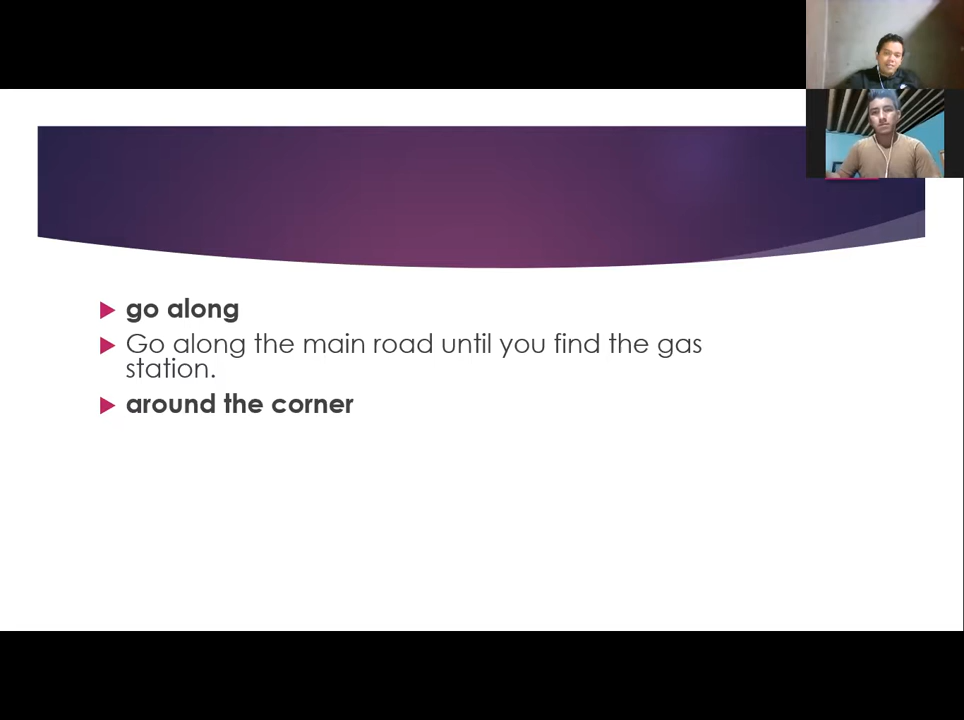 go along
Go along the main road until you find the gas
station.
around the corner